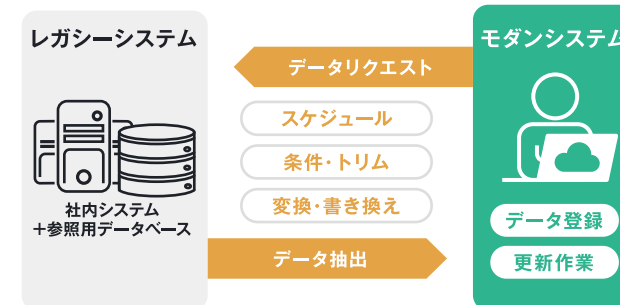 レガシーシステム
社内システム
＋参照用データベース
データリクエスト
スケジュール
条件・トリム
変換・書き換え
データ抽出
モダンシステム
データ登録
更新作業